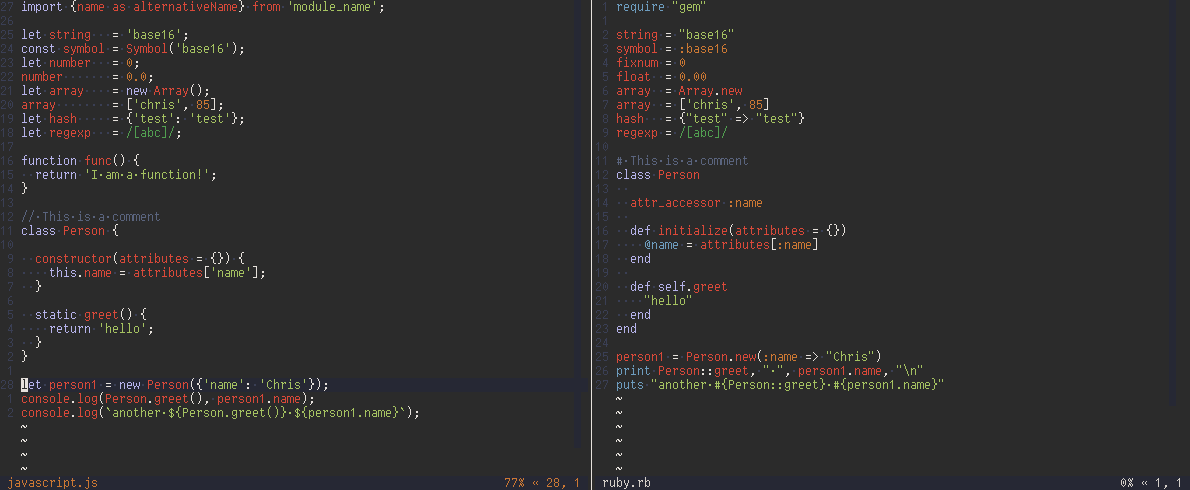 27 import {name as alternativeName} from 'module_name';
26
25 let string···= 'base16';
24 const symbol = Symbol('base16');
23 let number···= 0;
22 number·······= 0.0;
21 let array····= new Array();
20 array········= ['chris', 85];
19 let hash·····= {'test': 'test'};
18 let regexp···= /[abc]/;
17
16 function func() {
15 ··return 'I·am·a·function!';
14 }
13
12 //·This·is·a·comment
11 class Person {
10
9 ··constructor(attributes = {}) {
8 ····this.name = attributes['name'];
7 ··}
6
5 ··static greet() {
4 ····return 'hello';
3 ··}
2 }
1
28 let person1 = new Person({'name': 'Chris'});
1 console.log(Person.greet(), person1.name);
2 console.log(`another·${Person.greet()}·${person1.name}`);
~
~
~
~
javascript.js 77% « 28, 1
1 require "gem"
1
2 string = "base16"
3 symbol = :base16
4 fixnum = 0
5 float··= 0.00
6 array··= Array.new
7 array··= ['chris', 85]
8 hash···= {"test" => "test"}
9 regexp = /[abc]/
10
11 #·This·is·a·comment
12 class Person
13 ··
14 ··attr_accessor :name
15 ··
16 ··def initialize(attributes = {})
17 ····@name = attributes[:name]
18 ··end
19 ··
20 ··def self.greet
21 ····"hello"
22 ··end
23 end
24
25 person1 = Person.new(:name => "Chris")
26 print Person::greet, "·", person1.name, "\n"
27 puts "another·#{Person::greet}·#{person1.name}"
~
~
~
~
~
~
ruby.rb 0% « 1, 1